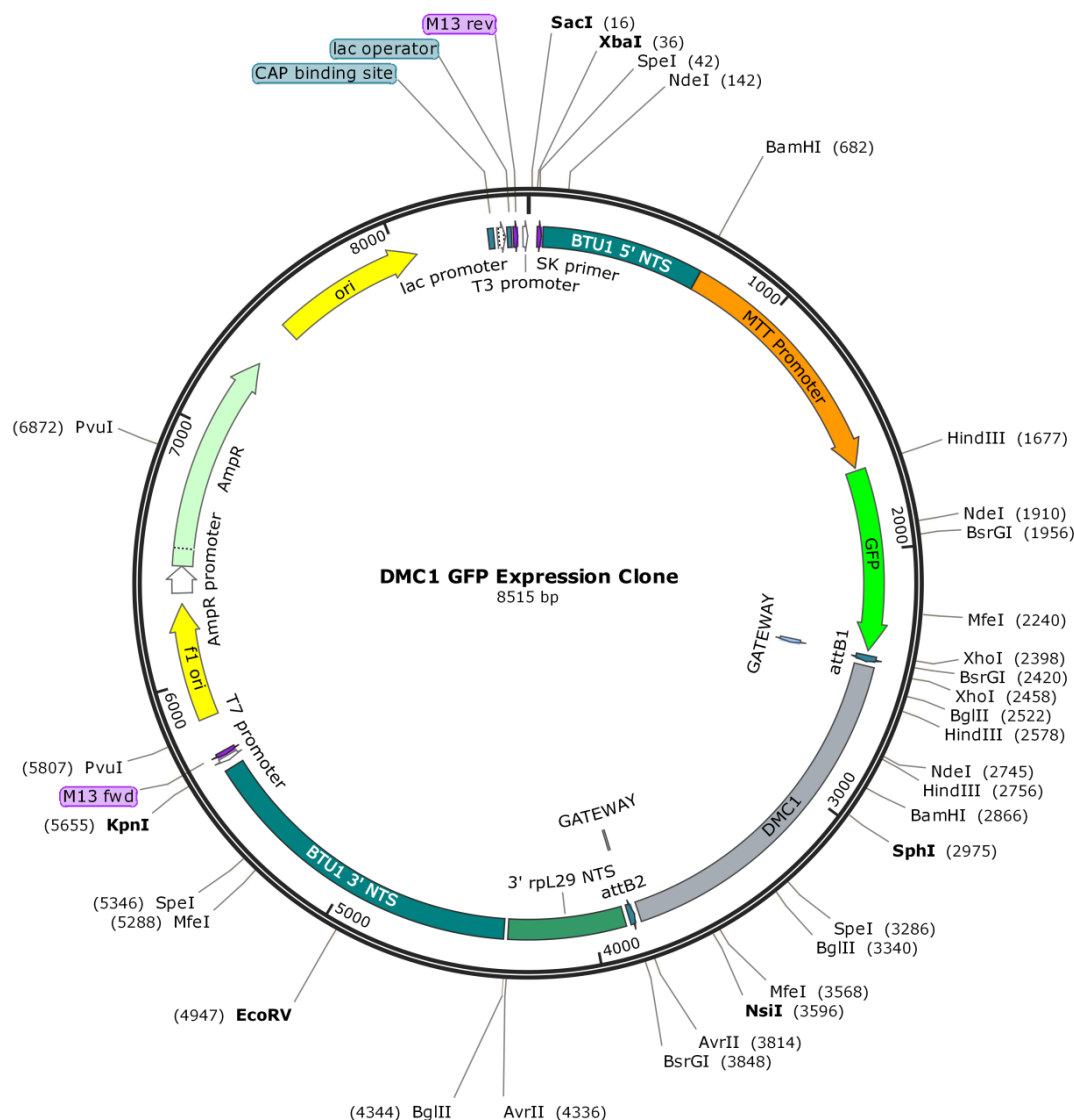 M13 rev
lac operator
CAP binding site
SacI (16)
XbaI (36)
SpeI (42)
NdeI (142)
BamHI (682)
HindIII (1677)
NdeI (1910)
BsrGI (1956)
MfeI (2240)
XhoI (2398)
BsrGI (2420)
XhoI (2458)
BglII (2522)
HindIII (2578)
NdeI (2745)
HindIII (2756)
BamHI (2866)
SphI (2975)
SpeI (3286)
BglII (3340)
MfeI (3568)
NsiI (3596)
AvrII (3814)
BsrGI (3848)
AvrII (4336)
(4344) BglII
(4947) EcoRV
(5288) MfeI
(5346) SpeI
(5655) KpnI
M13 fwd
(5807) PvuI
(6872) PvuI
1000
2000
3000
4000
5000
6000
7000
8000
lac promoter
T3 promoter
SK primer
BTU1 5' NTS
MTT Promoter
GFP
attB1
GATEWAY
DMC1
attB2
GATEWAY
3' rpL29 NTS
BTU1 3' NTS
T7 promoter
f1 ori
AmpR promoter
AmpR
ori
DMC1 GFP Expression Clone
8515 bp